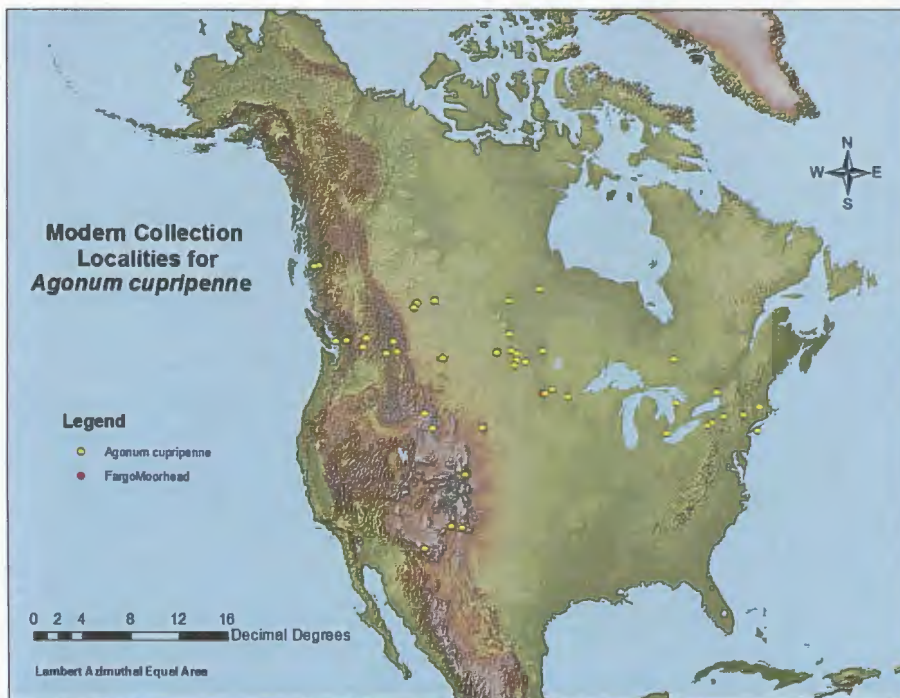 N
W E
S
Modern Collection
Localities for
Agonum cupripenne
Legend
Agonum cupripenne
FargoMoorhead
0 2 4 8 12 16
Decimal Degrees
Lambert Azimuthal Equal Area